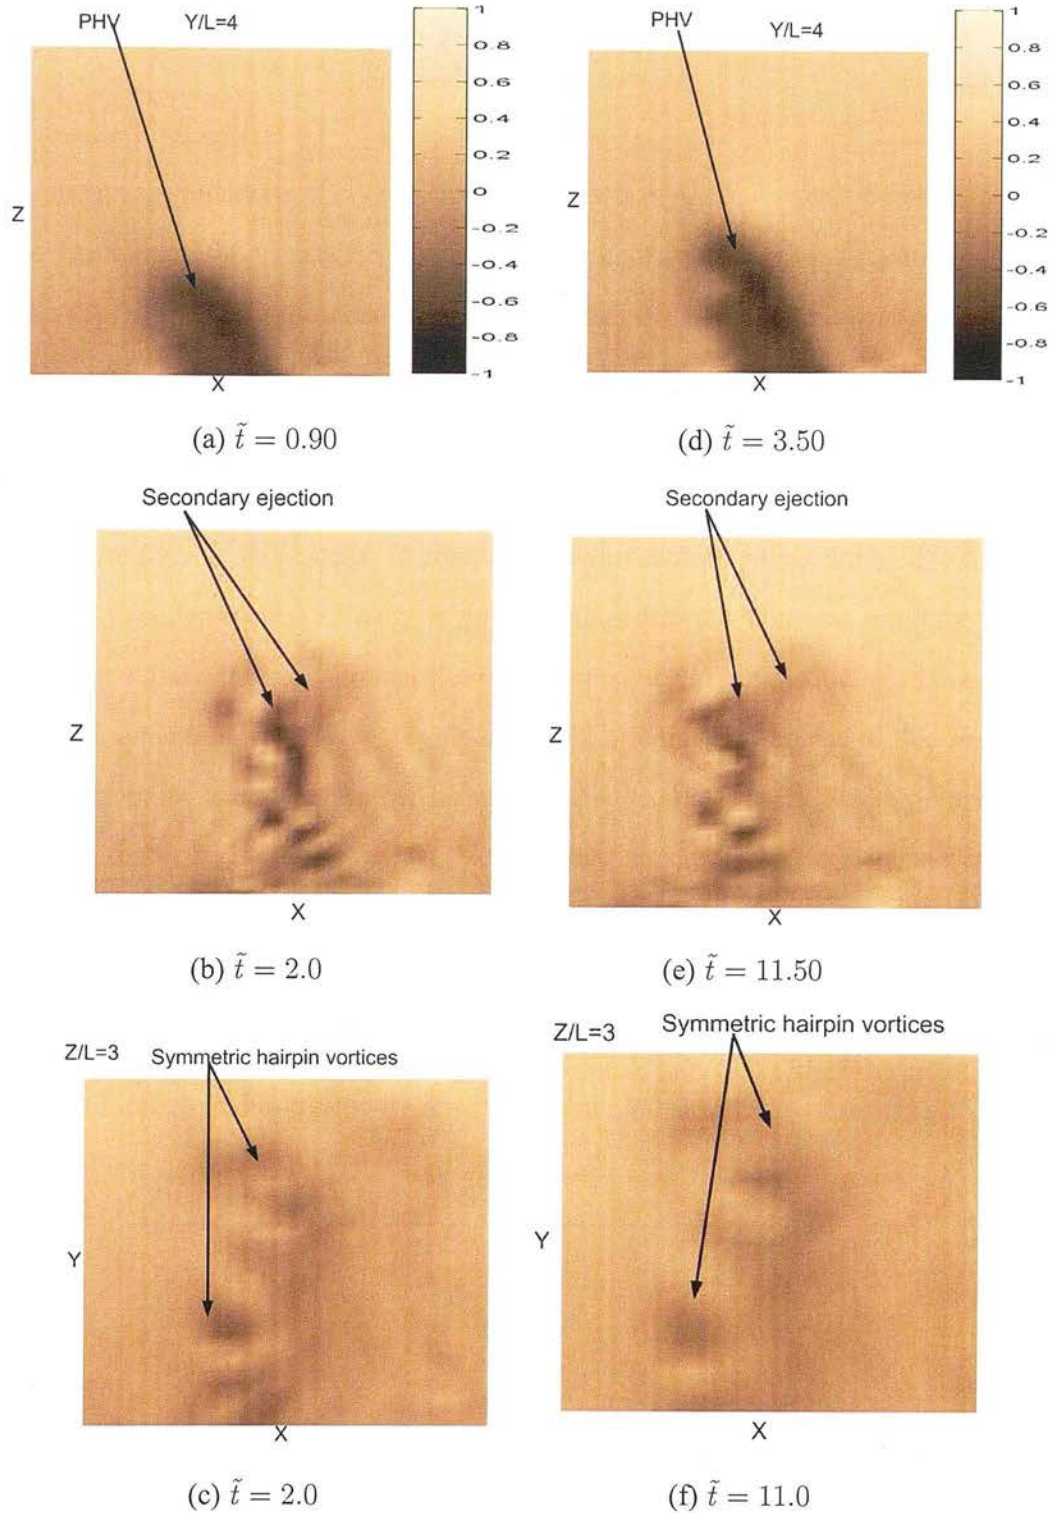 PHV Y/L=4
1
0.8
0.6
0.4
0.2
0
-0.2
-0.4
-0.6
-0.8
-1
Z
X
(a) t̃ = 0.90
PHV Y/L=4
1
0.8
0.6
0.4
0.2
0
-0.2
-0.4
-0.6
-0.8
-1
Z
X
(d) t̃ = 3.50
Secondary ejection
Z
X
(b) t̃ = 2.0
Secondary ejection
Z
X
(e) t̃ = 11.50
Z/L=3 Symmetric hairpin vortices
Y
X
(c) t̃ = 2.0
Z/L=3 Symmetric hairpin vortices
Y
X
(f) t̃ = 11.0